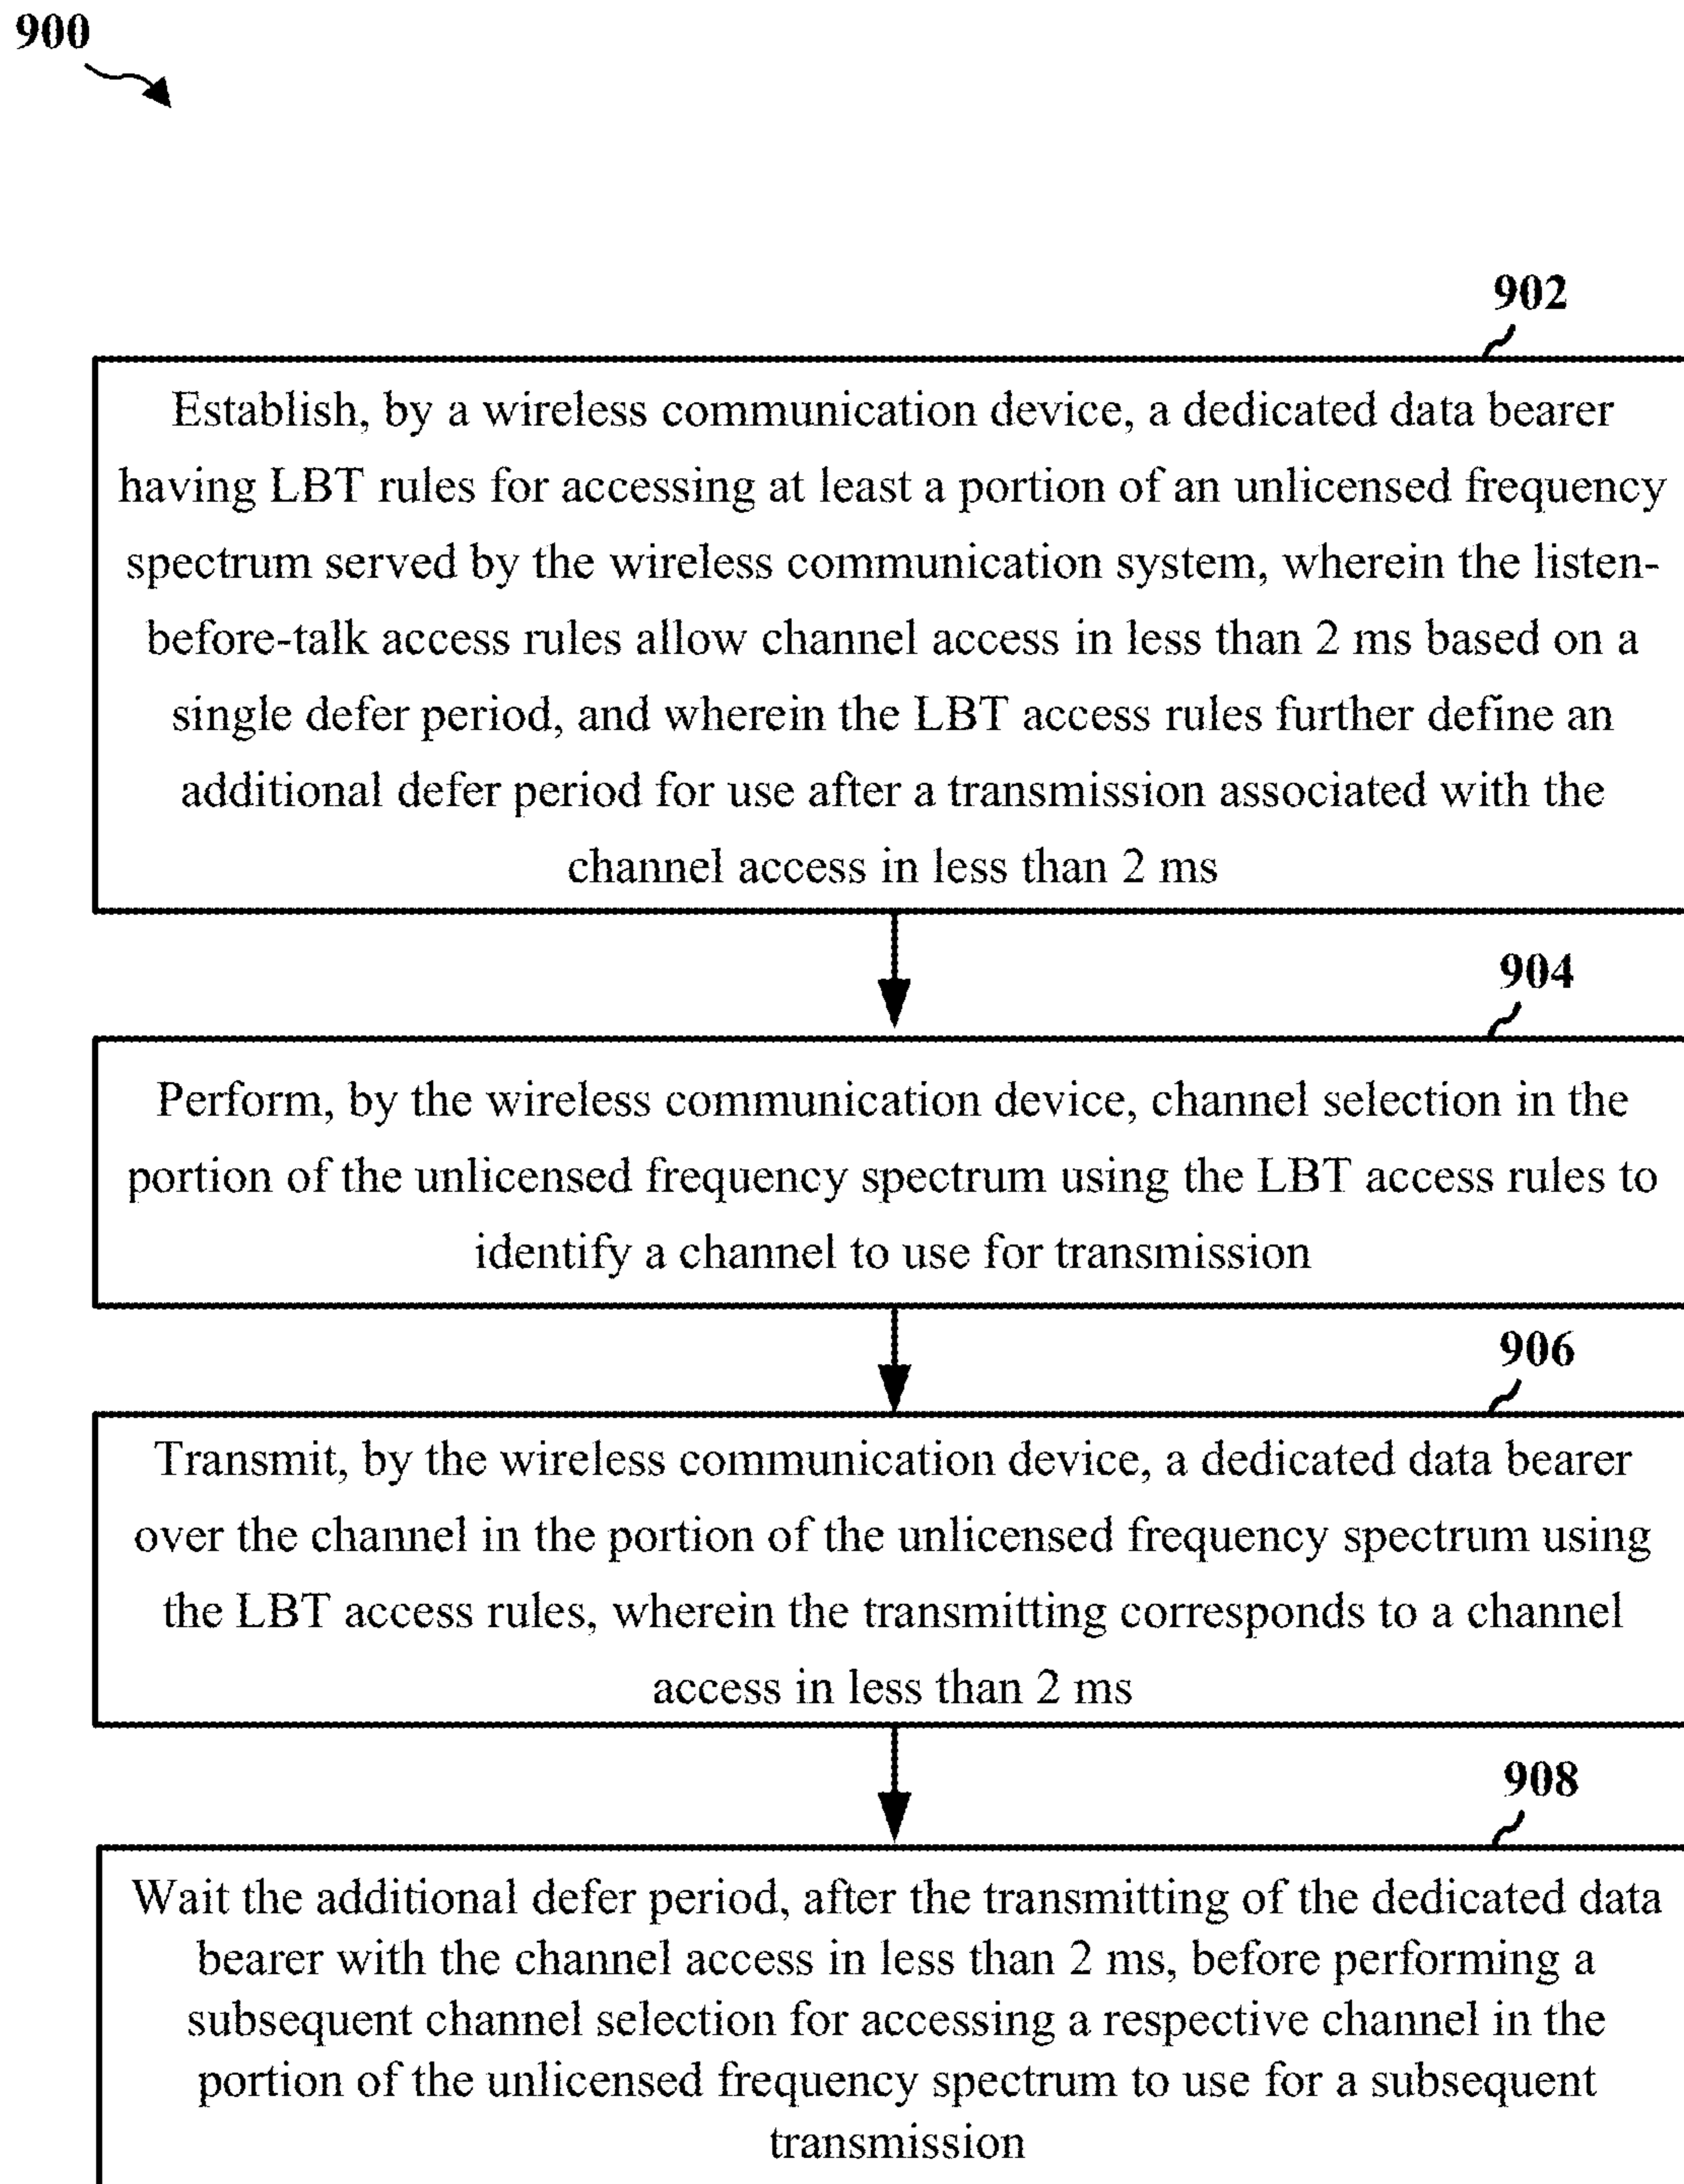 900
902
Establish, by a wireless communication device, a dedicated data bearer
having LBT rules for accessing at least a portion of an unlicensed frequency
spectrum served by the wireless communication system, wherein the listen-
before-talk access rules allow channel access in less than 2 ms based on a
single defer period, and wherein the LBT access rules further define an
additional defer period for use after a transmission associated with the
channel access in less than 2 ms
904
Perform, by the wireless communication device, channel selection in the
portion of the unlicensed frequency spectrum using the LBT access rules to
identify a channel to use for transmission
906
Transmit, by the wireless communication device, a dedicated data bearer
over the channel in the portion of the unlicensed frequency spectrum using
the LBT access rules, wherein the transmitting corresponds to a channel
access in less than 2 ms
908
Wait the additional defer period, after the transmitting of the dedicated data
bearer with the channel access in less than 2 ms, before performing a
subsequent channel selection for accessing a respective channel in the
portion of the unlicensed frequency spectrum to use for a subsequent
transmission